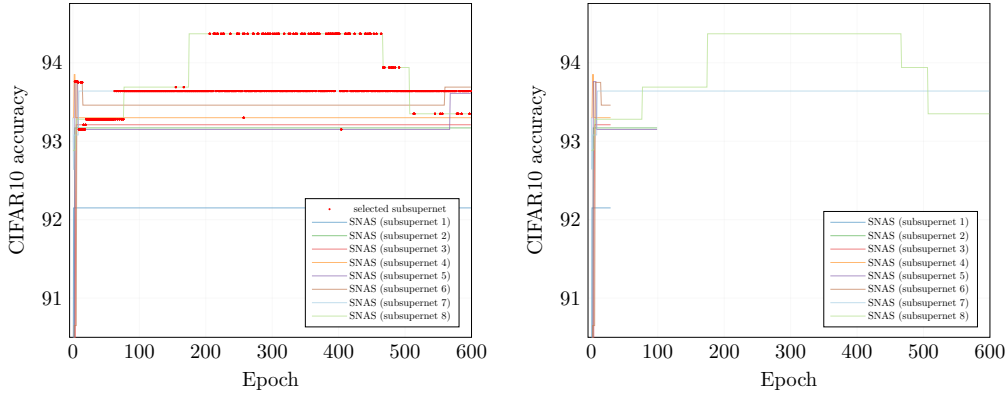 94
93
92
91
CIFAR10 accuracy
selected subsupernet
SNAS (subsupernet 1)
SNAS (subsupernet 2)
SNAS (subsupernet 3)
SNAS (subsupernet 4)
SNAS (subsupernet 5)
SNAS (subsupernet 6)
SNAS (subsupernet 7)
SNAS (subsupernet 8)
0 100 200 300 400 500 600
Epoch
94
93
92
91
CIFAR10 accuracy
SNAS (subsupernet 1)
SNAS (subsupernet 2)
SNAS (subsupernet 3)
SNAS (subsupernet 4)
SNAS (subsupernet 5)
SNAS (subsupernet 6)
SNAS (subsupernet 7)
SNAS (subsupernet 8)
0 100 200 300 400 500 600
Epoch